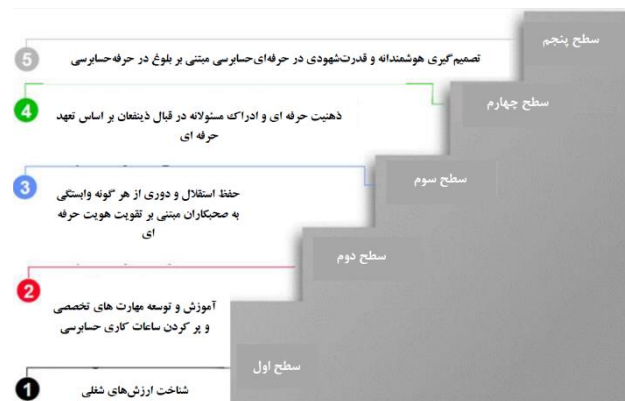 سطح پنجم
5
تصمیم‌گیری هوشمندانه و قدرت‌شهودی در حرفه‌ای‌حسابرسی مبتنی بر بلوغ در حرفه‌حسابرسی
سطح چهارم
4
ذهنیت حرفه ای و ادراک مسئولانه در قبال ذینفعان بر اساس تعهد
حرفه ای
سطح سوم
3
حفظ استقلال و دوری از هر گونه وابستگی
به صحبکاران مبتنی بر تقویت هویت حرفه
ای
سطح دوم
2
آموزش و توسعه مهارت های تخصصی
و پر کردن ساعات کاری حسابرسی
سطح اول
1
شناخت ارزش‌های شغلی